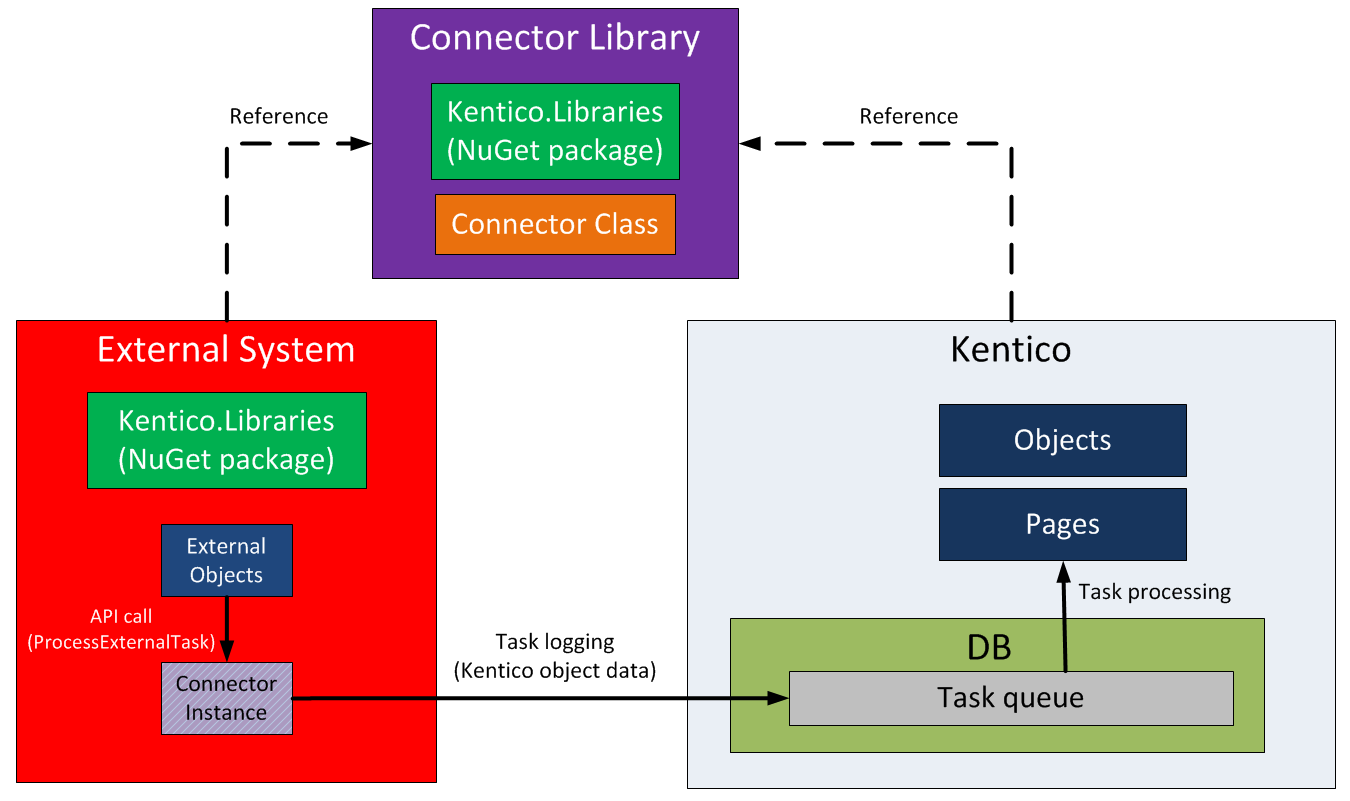 Connector Library
Kentico.Libraries
(NuGet package)
Connector Class
Reference
Reference
External System
Kentico.Libraries
(NuGet package)
External
Objects
API call
(ProcessExternalTask)
Connector
Instance
Task logging
(Kentico object data)
Kentico
Objects
Pages
Task processing
DB
Task queue